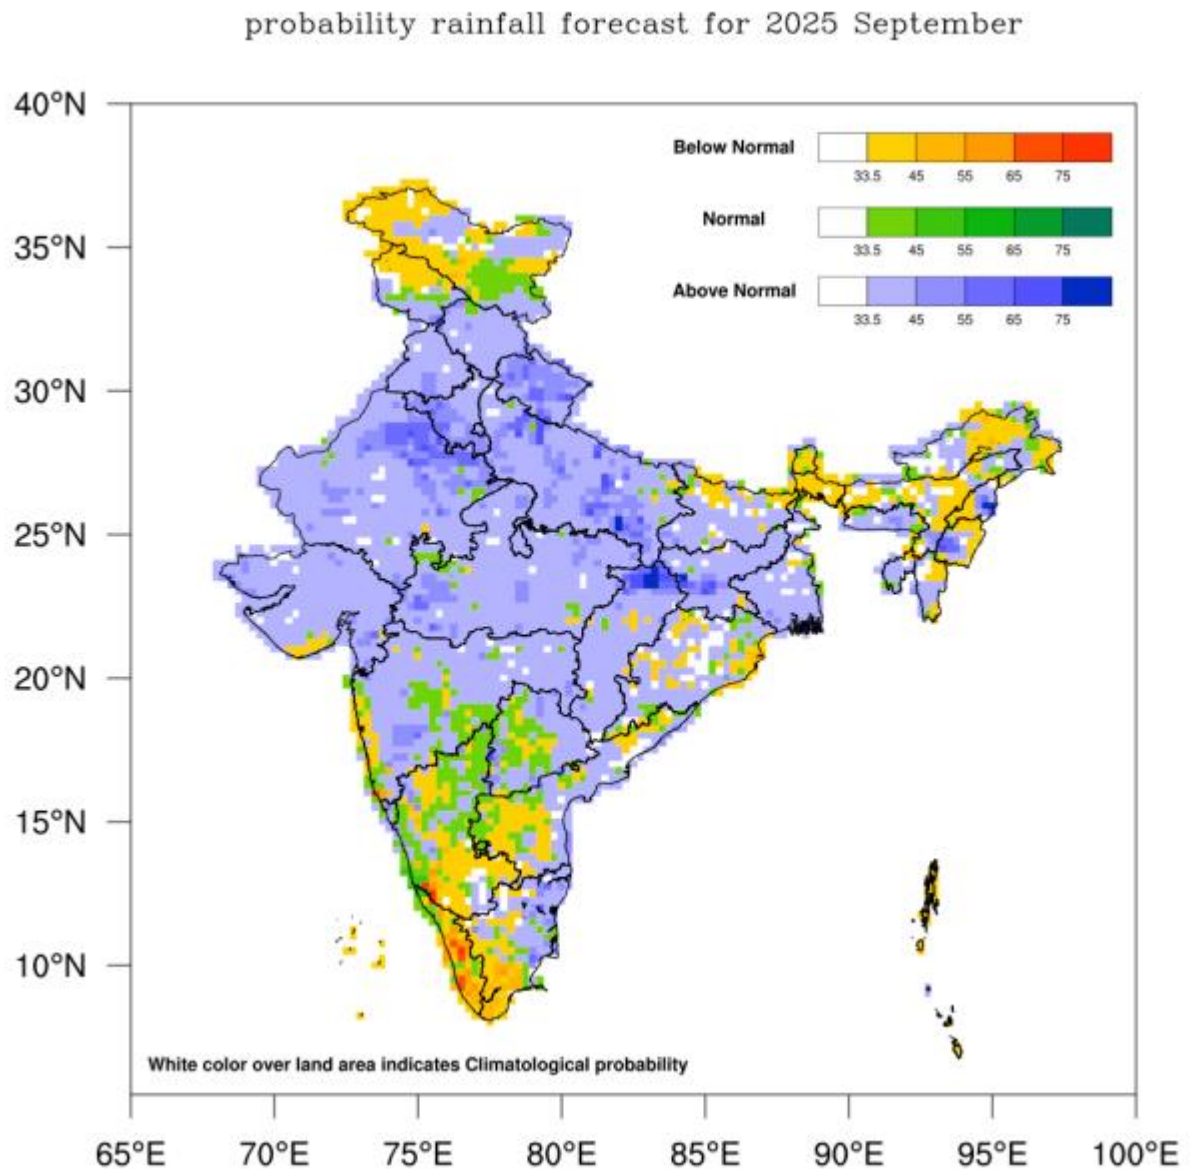 probability rainfall forecast for 2025 September
40°N
Below Normal
33.5 45 55 65 75
35°N
Normal
33.5 45 55 65 75
Above Normal
33.5 45 55 65 75
30°N
25°N
20°N
15°N
10°N
White color over land area indicates Climatological probability
65°E 70°E 75°E 80°E 85°E 90°E 95°E 100°E